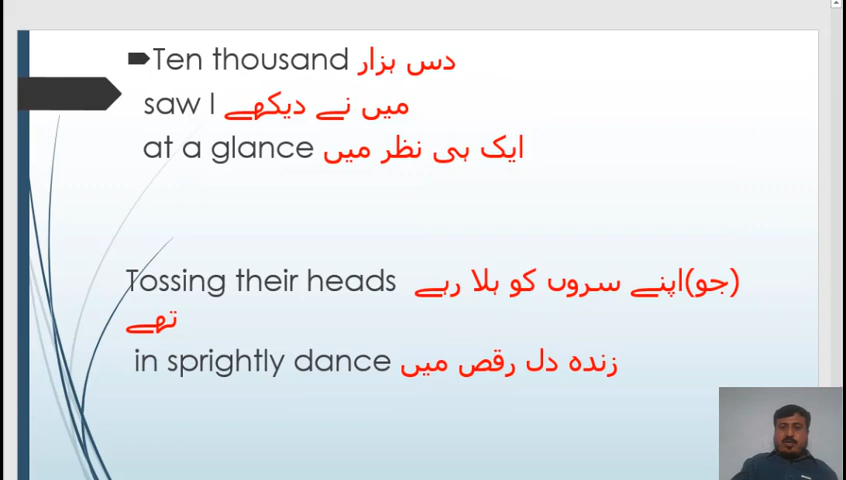 Ten thousand دس ہزار
saw I میں نے دیکھے
at a glance ایک ہی نظر میں
Tossing their heads (جو)اپنے سروں کو ہلا رہے
تھے
in sprightly dance زندہ دل رقص میں